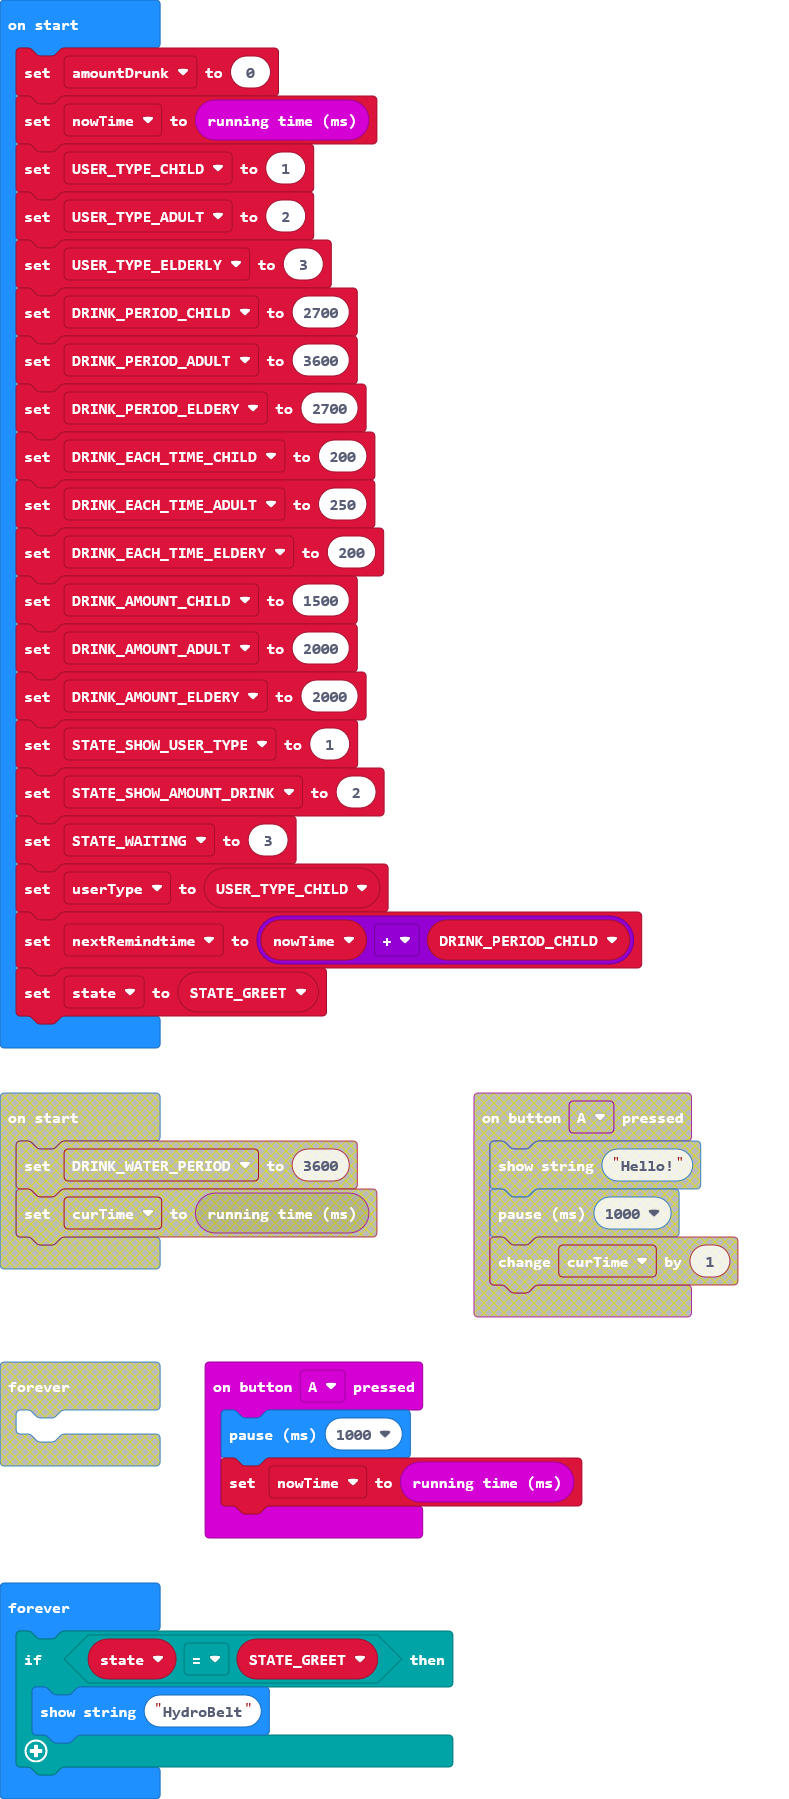 on start
set amountDrunk to 0
set nowTime to running time (ms)
set USER_TYPE_CHILD to 1
set USER_TYPE_ADULT to 2
set USER_TYPE_ELDERLY to 3
set DRINK_PERIOD_CHILD to 2700
set DRINK_PERIOD_ADULT to 3600
set DRINK_PERIOD_ELDERY to 2700
set DRINK_EACH_TIME_CHILD to 200
set DRINK_EACH_TIME_ADULT to 250
set DRINK_EACH_TIME_ELDERY to 200
set DRINK_AMOUNT_CHILD to 1500
set DRINK_AMOUNT_ADULT to 2000
set DRINK_AMOUNT_ELDERY to 2000
set STATE_SHOW_USER_TYPE to 1
set STATE_SHOW_AMOUNT_DRINK to 2
set STATE_WAITING to 3
set userType to USER_TYPE_CHILD
set nextRemindtime to nowTime + DRINK_PERIOD_CHILD
set state to STATE_GREET
on start
set DRINK_WATER_PERIOD to 3600
set curTime to running time (ms)
on button A pressed
show string "Hello!"
pause (ms) 1000
change curTime by 1
forever
on button A pressed
pause (ms) 1000
set nowTime to running time (ms)
forever
if state = STATE_GREET then
show string "HydroBelt"